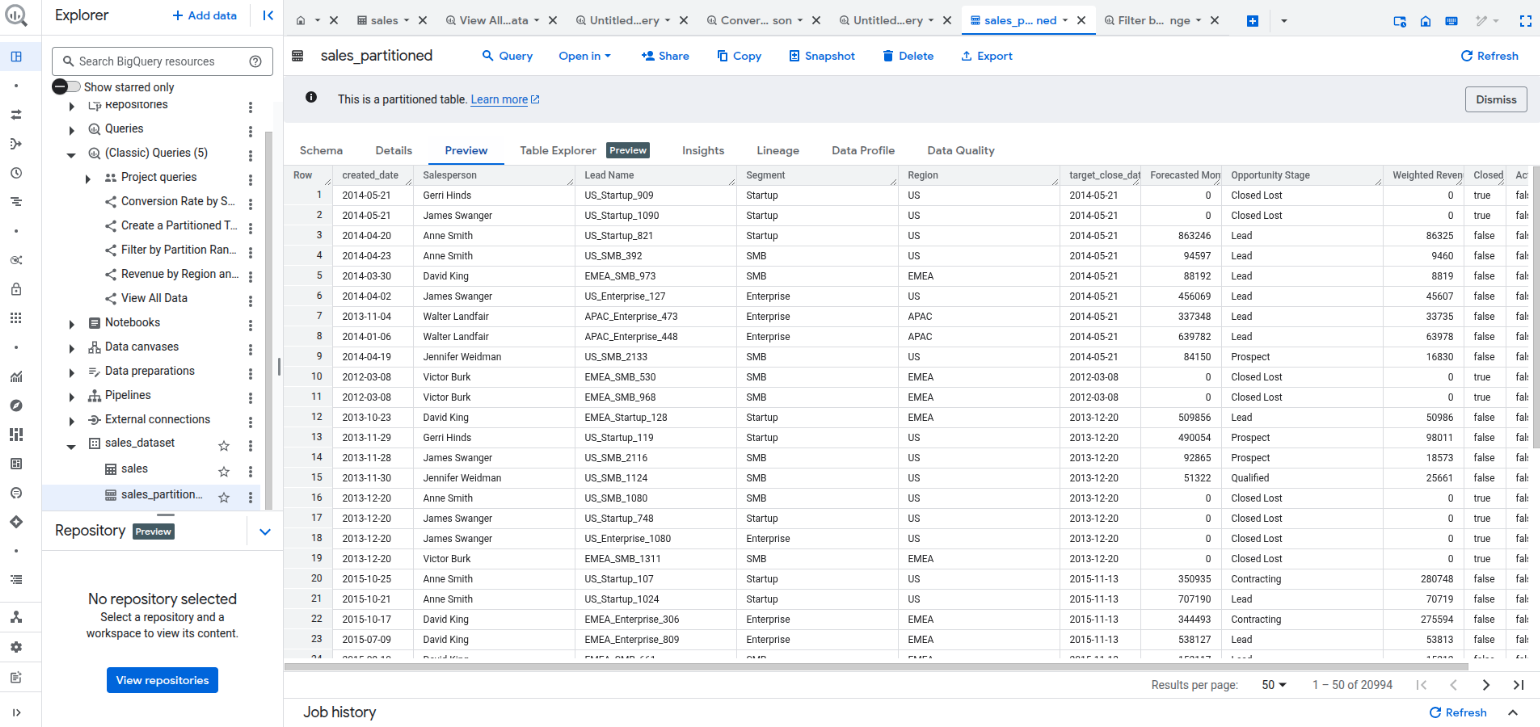 Explorer
+ Add data
Search BigQuery resources
Show starred only
Repositories
Queries
(Classic) Queries (5)
Project queries
Conversion Rate by S...
Create a Partitioned T...
Filter by Partition Ran...
Revenue by Region an...
View All Data
Notebooks
Data canvases
Data preparations
Pipelines
External connections
sales_dataset
sales
sales_partition...
Repository Preview
No repository selected
Select a repository and a
workspace to view its content.
View repositories
sales
View All...ata
Untitled...ery
Conver... son
Untitled...ery
sales_p... ned
Filter b... nge
sales_partitioned
Query
Open in
Share
Copy
Snapshot
Delete
Export
Refresh
This is a partitioned table. Learn more
Dismiss
Schema Details Preview Table Explorer Preview Insights Lineage Data Profile Data Quality
Row created_date Salesperson Lead Name Segment Region target_close_dat Forecasted Mon Opportunity Stage Weighted Reven Closed Ac
1 2014-05-21 Gerri Hinds US_Startup_909 Startup US 2014-05-21 0 Closed Lost 0 true fal
2 2014-05-21 James Swanger US_Startup_1090 Startup US 2014-05-21 0 Closed Lost 0 true fal
3 2014-04-20 Anne Smith US_Startup_821 Startup US 2014-05-21 863246 Lead 86325 false fal
4 2014-04-23 Anne Smith US_SMB_392 SMB US 2014-05-21 94597 Lead 9460 false fal
5 2014-03-30 David King EMEA_SMB_973 SMB EMEA 2014-05-21 88192 Lead 8819 false fal
6 2014-04-02 James Swanger US_Enterprise_127 Enterprise US 2014-05-21 456069 Lead 45607 false fal
7 2013-11-04 Walter Landfair APAC_Enterprise_473 Enterprise APAC 2014-05-21 337348 Lead 33735 false fal
8 2014-01-06 Walter Landfair APAC_Enterprise_448 Enterprise APAC 2014-05-21 639782 Lead 63978 false fal
9 2014-04-19 Jennifer Weidman US_SMB_2133 SMB US 2014-05-21 84150 Prospect 16830 false fal
10 2012-03-08 Victor Burk EMEA_SMB_530 SMB EMEA 2012-03-08 0 Closed Lost 0 true fal
11 2012-03-08 Victor Burk EMEA_SMB_968 SMB EMEA 2012-03-08 0 Closed Lost 0 true fal
12 2013-10-23 David King EMEA_Startup_128 Startup EMEA 2013-12-20 509856 Lead 50986 false fal
13 2013-11-29 Gerri Hinds US_Startup_119 Startup US 2013-12-20 490054 Prospect 98011 false fal
14 2013-11-28 James Swanger US_SMB_2116 SMB US 2013-12-20 92865 Prospect 18573 false fal
15 2013-11-30 Jennifer Weidman US_SMB_1124 SMB US 2013-12-20 51322 Qualified 25661 false fal
16 2013-12-20 Anne Smith US_SMB_1080 SMB US 2013-12-20 0 Closed Lost 0 true fal
17 2013-12-20 James Swanger US_Startup_748 Startup US 2013-12-20 0 Closed Lost 0 true fal
18 2013-12-20 James Swanger US_Enterprise_1080 Enterprise US 2013-12-20 0 Closed Lost 0 true fal
19 2013-12-20 Victor Burk EMEA_SMB_1311 SMB EMEA 2013-12-20 0 Closed Lost 0 true fal
20 2015-10-25 Anne Smith US_Startup_107 Startup US 2015-11-13 350935 Contracting 280748 false fal
21 2015-10-21 Anne Smith US_Startup_1024 Startup US 2015-11-13 707190 Lead 70719 false fal
22 2015-10-17 David King EMEA_Enterprise_306 Enterprise EMEA 2015-11-13 344493 Contracting 275594 false fal
23 2015-07-09 David King EMEA_Enterprise_809 Enterprise EMEA 2015-11-13 538127 Lead 53813 false fal
Results per page: 50 1 – 50 of 20994
Job history
Refresh